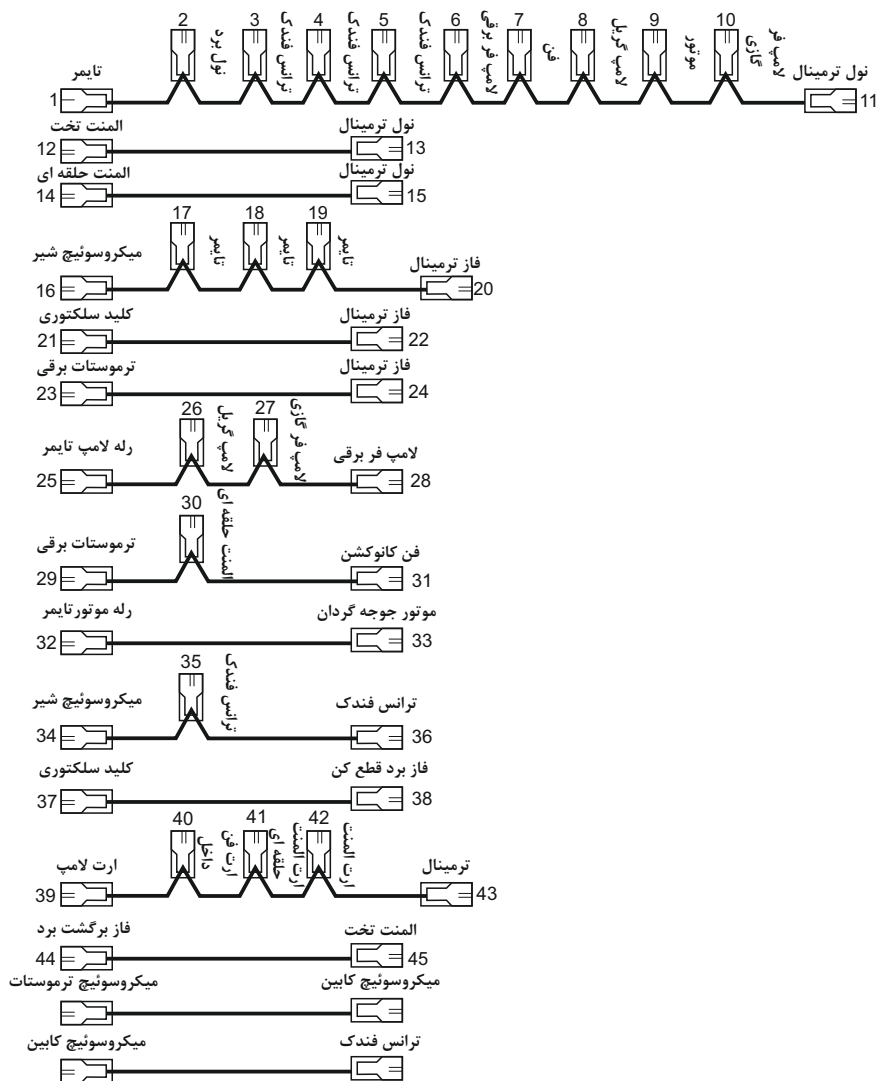 2 3 4 5 6 7 8 9 10
نول برد
ترانس فندک
ترانس فندک
ترانس فندک
لامپ فر برقی
فن
لامپ گریل
موتور
لامپ فر
گازی
تایمر
نول ترمینال
1 11
المنت تخت
نول ترمینال
12 13
المنت حلقه ای
نول ترمینال
14 15
17 18 19
تایمر
تایمر
تایمر
میکروسوئیچ شیر
فاز ترمینال
16 20
کلید سلکتوری
فاز ترمینال
21 22
ترموستات برقی
فاز ترمینال
23 24
26 27
لامپ گریل
لامپ فر گازی
رله لامپ تایمر
لامپ فر برقی
25 28
30
المنت حلقه ای
ترموستات برقی
فن کانوکشن
29 31
رله موتورتایمر
موتور جوجه گردان
32 33
35
ترانس فندک
میکروسوئیچ شیر
ترانس فندک
34 36
کلید سلکتوری
فاز برد قطع کن
37 38
40 41 42
ارت فن
داخل
ارت المنت
حلقه ای
ارت المنت
ارت لامپ
ترمینال
39 43
فاز برگشت برد
المنت تخت
44 45
میکروسوئیچ ترموستات
میکروسوئیچ کابین
میکروسوئیچ کابین
ترانس فندک